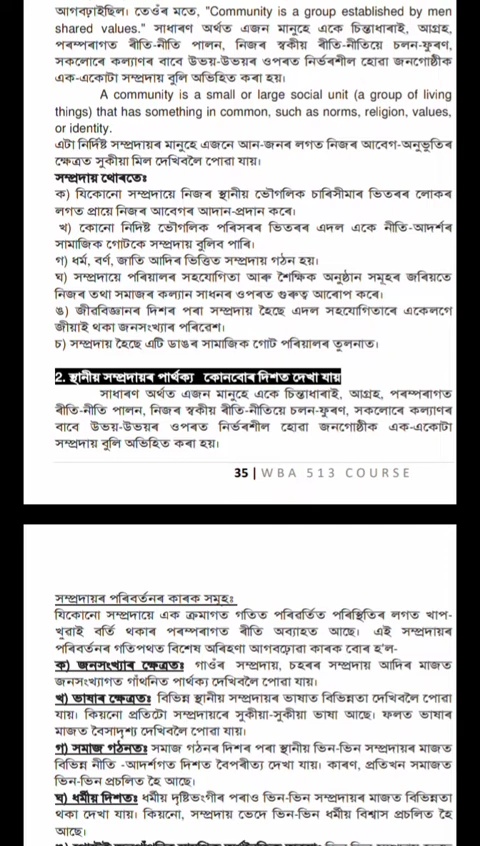 আগবঢ়াইছিল। তেওঁৰ মতে, "Community is a group established by men
shared values." সাধাৰণ অৰ্থত এজন মানুহে একে চিন্তাধাৰাই, আগ্ৰহ,
পৰম্পৰাগত ৰীতি-নীতি পালন, নিজৰ স্বকীয় ৰীতি-নীতিয়ে চলন-ফুৰণ,
সকলোৰে কল্যাণৰ বাবে উভয়-উভয়ৰ ওপৰত নিৰ্ভৰশীল হোৱা জনগোষ্ঠীক
এক-একোটা সম্প্ৰদায় বুলি অভিহিত কৰা হয়।
A community is a small or large social unit (a group of living
things) that has something in common, such as norms, religion, values,
or identity.
এটা নিৰ্দিষ্ট সম্প্ৰদায়ৰ মানুহে এজনে আন-জনৰ লগত নিজৰ আবেগ-অনুভূতিৰ
ক্ষেত্ৰত সুকীয়া মিল দেখিবলৈ পোৱা যায়।
সম্প্ৰদায় থোৰতেঃ
ক) যিকোনো সম্প্ৰদায়ে নিজৰ স্থানীয় ভৌগলিক চাৰিসীমাৰ ভিতৰৰ লোকৰ
লগত প্ৰায়ে নিজৰ আবেগৰ আদান-প্ৰদান কৰে।
খ) কোনো নিদিষ্ট ভৌগলিক পৰিসৰৰ ভিতৰৰ এদল একে নীতি-আদৰ্শৰ
সামাজিক গোটকে সম্প্ৰদায় বুলিব পাৰি।
গ) ধৰ্ম, বৰ্ণ, জাতি আদিৰ ভিত্তিত সম্প্ৰদায় গঠন হয়।
ঘ) সম্প্ৰদায়ে পৰিয়ালৰ সহযোগিতা আৰু শৈক্ষিক অনুষ্ঠান সমূহৰ জৰিয়তে
নিজৰ তথা সমাজৰ কল্যান সাধনৰ ওপৰত গুৰুত্ব আৰোপ কৰে।
ঙ) জীৱবিজ্ঞানৰ দিশৰ পৰা সম্প্ৰদায় হৈছে এদল সহযোগিতাৰে একেলগে
জীয়াই থকা জনসংখ্যাৰ পৰিৱেশ।
চ) সম্প্ৰদায় হৈছে এটি ডাঙৰ সামাজিক গোট পৰিয়ালৰ তুলনাত।
2. স্থানীয় সম্প্ৰদায়ৰ পাৰ্থক্য কোনবোৰ দিশত দেখা যায়
সাধাৰণ অৰ্থত এজন মানুহে একে চিন্তাধাৰাই, আগ্ৰহ, পৰম্পৰাগত
ৰীতি-নীতি পালন, নিজৰ স্বকীয় ৰীতি-নীতিয়ে চলন-ফুৰণ, সকলোৰে কল্যাণৰ
বাবে উভয়-উভয়ৰ ওপৰত নিৰ্ভৰশীল হোৱা জনগোষ্ঠীক এক-একোটা
সম্প্ৰদায় বুলি অভিহিত কৰা হয়।
35 | WBA 513 COURSE
সম্প্ৰদায়ৰ পৰিবৰ্তনৰ কাৰক সমূহঃ
যিকোনো সম্প্ৰদায়ে এক ক্ৰমাগত গতিত পৰিৱৰ্তিত পৰিস্থিতিৰ লগত খাপ-
খুৱাই বৰ্তি থকাৰ পৰম্পৰাগত ৰীতি অব্যাহত আছে। এই সম্প্ৰদায়ৰ
পৰিবৰ্তনৰ গতিপথত বিশেষ অৰিহণা আগবঢ়োৱা কাৰক বোৰ হ'ল-
ক) জনসংখ্যাৰ ক্ষেত্ৰতঃ গাওঁৰ সম্প্ৰদায়, চহৰৰ সম্প্ৰদায় আদিৰ মাজত
জনসংখ্যাগত গাঁথনিত পাৰ্থক্য দেখিবলৈ পোৱা যায়।
খ) ভাষাৰ ক্ষেত্ৰতঃ বিভিন্ন স্থানীয় সম্প্ৰদায়ৰ ভাষাত বিভিন্নতা দেখিবলৈ পোৱা
যায়। কিয়নো প্ৰতিটো সম্প্ৰদায়ৰে সুকীয়া-সুকীয়া ভাষা আছে। ফলত ভাষাৰ
মাজত বৈসাদৃশ্য দেখিবলৈ পোৱা যায়।
গ) সমাজ গঠনতঃ সমাজ গঠনৰ দিশৰ পৰা স্থানীয় ভিন-ভিন সম্প্ৰদায়ৰ মাজত
বিভিন্ন নীতি -আদৰ্শগত দিশত বৈপৰীত্য দেখা যায়। কাৰণ, প্ৰতিখন সমাজত
ভিন-ভিন প্ৰচলিত হৈ আছে।
ঘ) ধৰ্মীয় দিশতঃ ধৰ্মীয় দৃষ্টিভংগীৰ পৰাও ভিন-ভিন সম্প্ৰদায়ৰ মাজত বিভিন্নতা
থকা দেখা যায়। কিয়নো, সম্প্ৰদায় ভেদে ভিন-ভিন ধৰ্মীয় বিশ্বাস প্ৰচলিত হৈ
আছে।